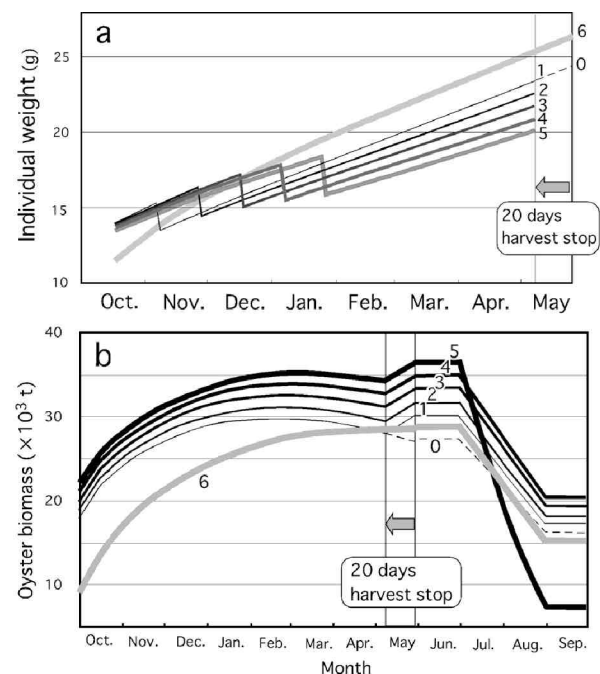 a
Individual weight (g)
25
20
15
10
6
0
1
2
3
4
5
20 days
harvest stop
Oct. Nov. Dec. Jan. Feb. Mar. Apr. May
b
Oyster biomass (×10³ t)
40
30
20
10
5
4
3
2
1
0
6
20 days
harvest stop
Oct. Nov. Dec. Jan. Feb. Mar. Apr. May Jun. Jul. Aug. Sep.
Month